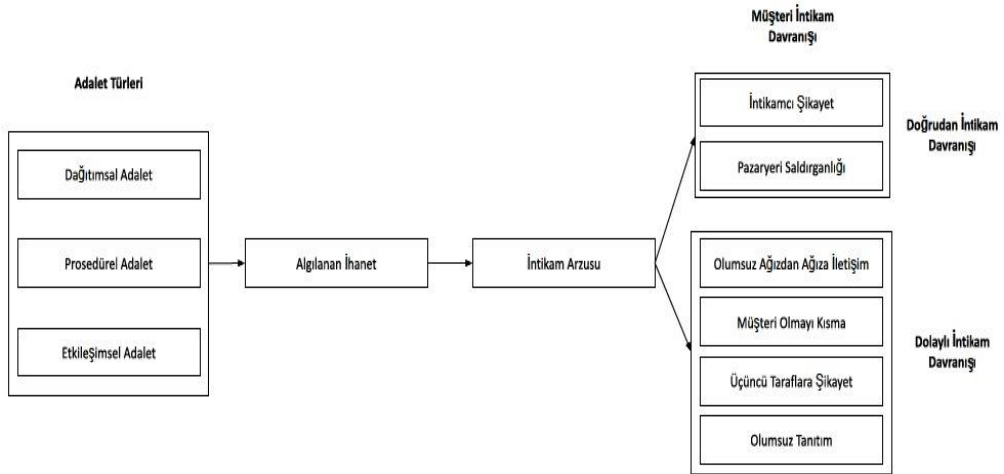 Adalet Türleri
Dağıtımsal Adalet
Prosedürel Adalet
Etkileşimsel Adalet
Algılanan İhanet
İntikam Arzusu
Müşteri İntikam
Davranışı
İntikamcı Şikayet
Pazaryeri Saldırganlığı
Doğrudan İntikam
Davranışı
Olumsuz Ağızdan Ağıza İletişim
Müşteri Olmayı Kısma
Üçüncü Taraflara Şikayet
Olumsuz Tanıtım
Dolaylı İntikam
Davranışı